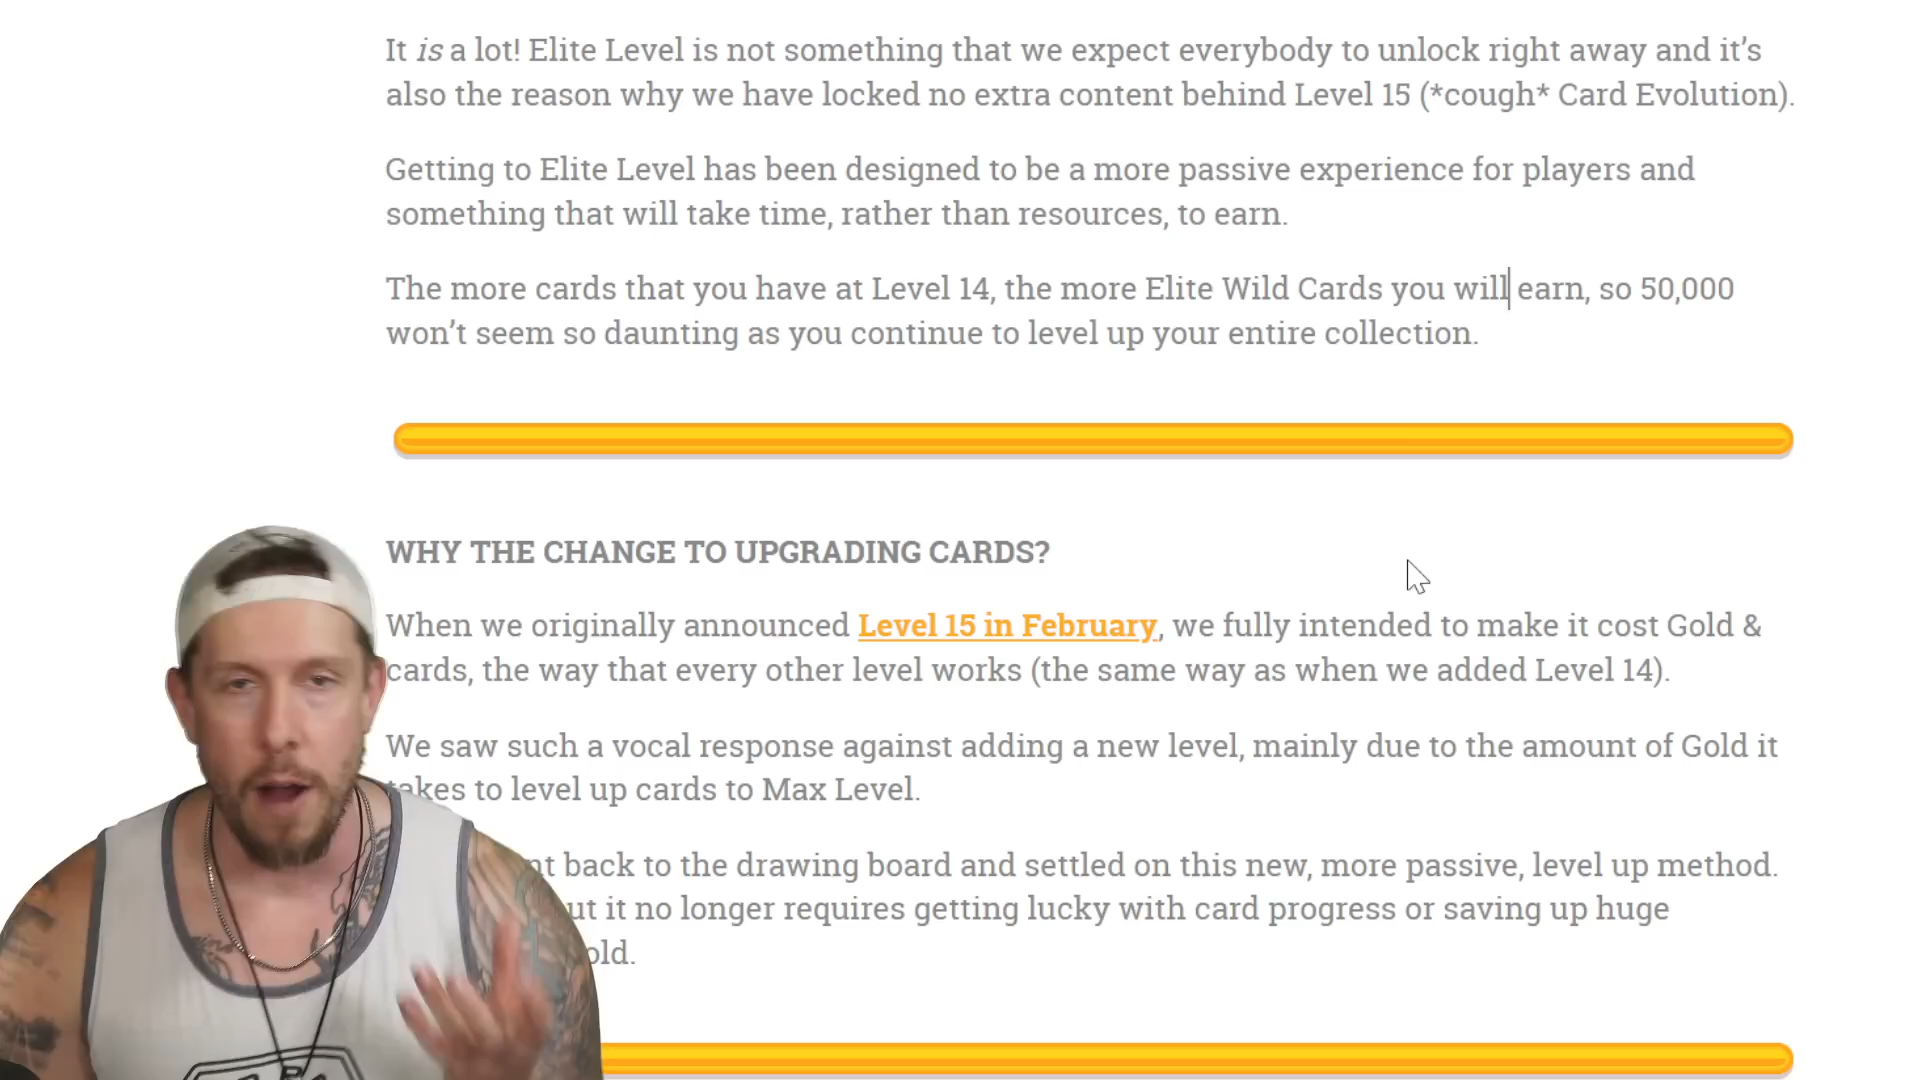 It is a lot! Elite Level is not something that we expect everybody to unlock right away and it’s
also the reason why we have locked no extra content behind Level 15 (*cough* Card Evolution).
Getting to Elite Level has been designed to be a more passive experience for players and
something that will take time, rather than resources, to earn.
The more cards that you have at Level 14, the more Elite Wild Cards you will earn, so 50,000
won’t seem so daunting as you continue to level up your entire collection.
WHY THE CHANGE TO UPGRADING CARDS?
When we originally announced Level 15 in February, we fully intended to make it cost Gold &
cards, the way that every other level works (the same way as when we added Level 14).
We saw such a vocal response against adding a new level, mainly due to the amount of Gold it
takes to level up cards to Max Level.
back to the drawing board and settled on this new, more passive, level up method.
it no longer requires getting lucky with card progress or saving up huge